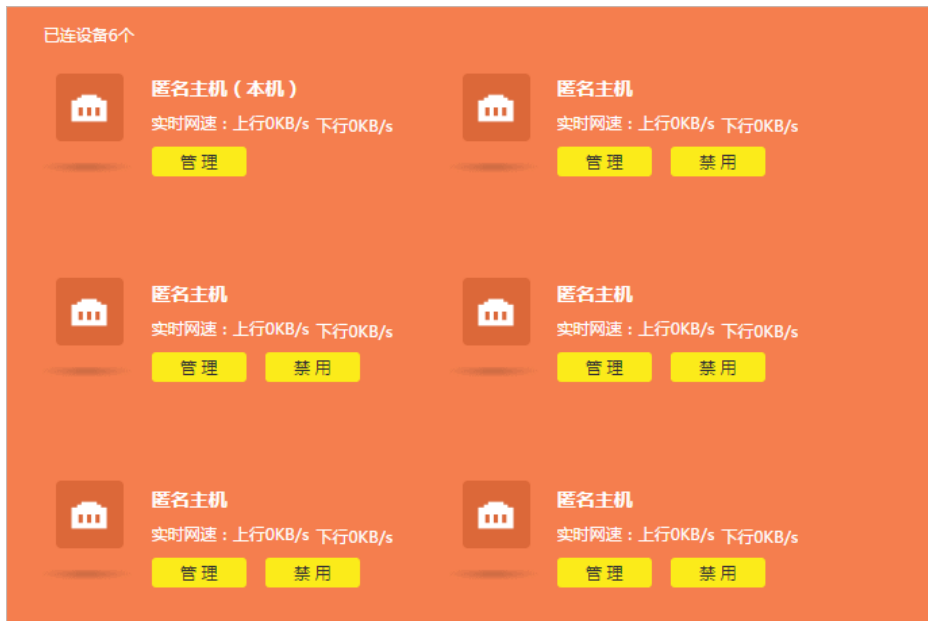 已连设备6个
匿名主机（本机）
实时网速：上行0KB/s 下行0KB/s
管 理
匿名主机
实时网速：上行0KB/s 下行0KB/s
管 理 禁 用
匿名主机
实时网速：上行0KB/s 下行0KB/s
管 理 禁 用
匿名主机
实时网速：上行0KB/s 下行0KB/s
管 理 禁 用
匿名主机
实时网速：上行0KB/s 下行0KB/s
管 理 禁 用
匿名主机
实时网速：上行0KB/s 下行0KB/s
管 理 禁 用